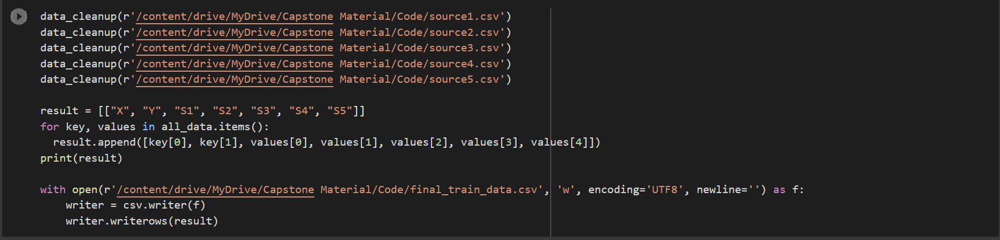 data_cleanup(r'/content/drive/MyDrive/Capstone Material/Code/source1.csv')
data_cleanup(r'/content/drive/MyDrive/Capstone Material/Code/source2.csv')
data_cleanup(r'/content/drive/MyDrive/Capstone Material/Code/source3.csv')
data_cleanup(r'/content/drive/MyDrive/Capstone Material/Code/source4.csv')
data_cleanup(r'/content/drive/MyDrive/Capstone Material/Code/source5.csv')

result = [["X", "Y", "S1", "S2", "S3", "S4", "S5"]]
for key, values in all_data.items():
  result.append([key[0], key[1], values[0], values[1], values[2], values[3], values[4]])
print(result)

with open(r'/content/drive/MyDrive/Capstone Material/Code/final_train_data.csv', 'w', encoding='UTF8', newline='') as f:
    writer = csv.writer(f)
    writer.writerows(result)